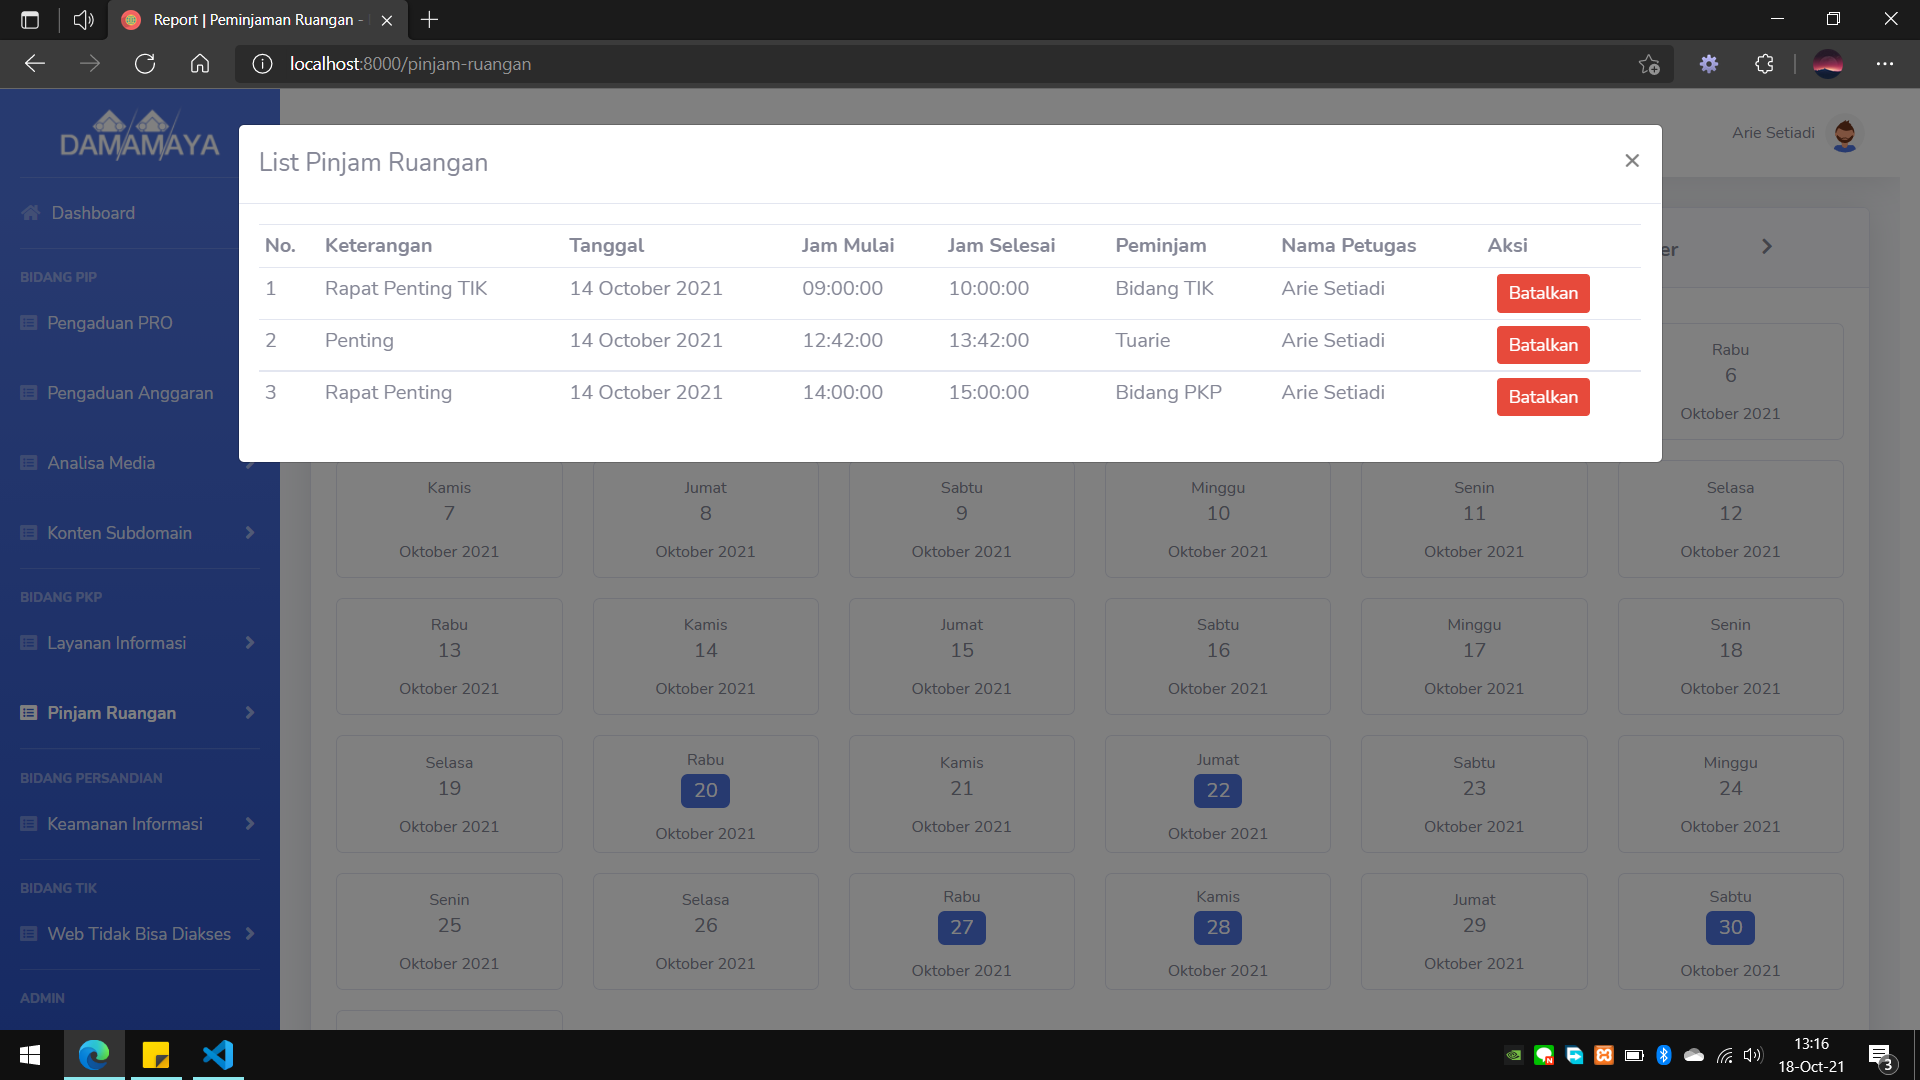 Report | Peminjaman Ruangan -
localhost:8000/pinjam-ruangan
DAMAMAYA
Arie Setiadi
List Pinjam Ruangan
×
Dashboard
BIDANG PIP
Pengaduan PRO
Pengaduan Anggaran
Analisa Media
Konten Subdomain
BIDANG PKP
Layanan Informasi
Pinjam Ruangan
BIDANG PERSANDIAN
Keamanan Informasi
BIDANG TIK
Web Tidak Bisa Diakses
ADMIN
No. Keterangan Tanggal Jam Mulai Jam Selesai Peminjam Nama Petugas Aksi
1 Rapat Penting TIK 14 October 2021 09:00:00 10:00:00 Bidang TIK Arie Setiadi Batalkan
2 Penting 14 October 2021 12:42:00 13:42:00 Tuarie Arie Setiadi Batalkan
3 Rapat Penting 14 October 2021 14:00:00 15:00:00 Bidang PKP Arie Setiadi Batalkan
er
Rabu
6
Oktober 2021
Kamis Jumat Sabtu Minggu Senin Selasa
7 8 9 10 11 12
Oktober 2021 Oktober 2021 Oktober 2021 Oktober 2021 Oktober 2021 Oktober 2021
Rabu Kamis Jumat Sabtu Minggu Senin
13 14 15 16 17 18
Oktober 2021 Oktober 2021 Oktober 2021 Oktober 2021 Oktober 2021 Oktober 2021
Selasa Rabu Kamis Jumat Sabtu Minggu
19 20 21 22 23 24
Oktober 2021 Oktober 2021 Oktober 2021 Oktober 2021 Oktober 2021 Oktober 2021
Senin Selasa Rabu Kamis Jumat Sabtu
25 26 27 28 29 30
Oktober 2021 Oktober 2021 Oktober 2021 Oktober 2021 Oktober 2021 Oktober 2021
13:16
18-Oct-21
3